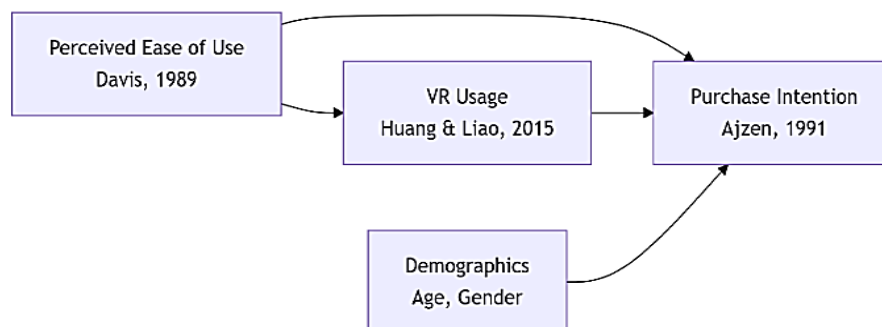 Perceived Ease of Use
Davis, 1989
VR Usage
Huang & Liao, 2015
Purchase Intention
Ajzen, 1991
Demographics
Age, Gender